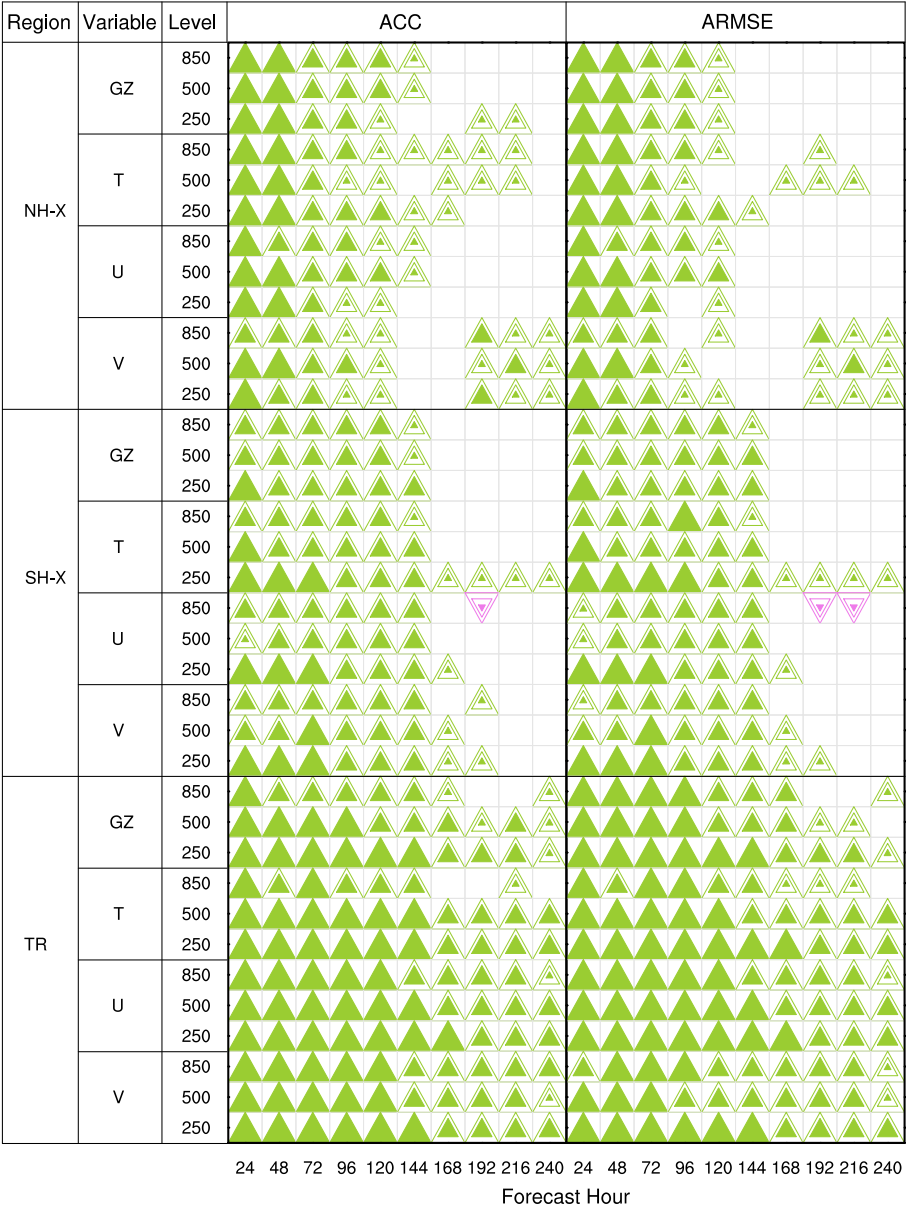 Region Variable Level ACC ARMSE
850
GZ 500
250
850
T 500
NH-X 250
850
U 500
250
850
V 500
250
850
GZ 500
250
850
T 500
SH-X 250
850
U 500
250
850
V 500
250
850
GZ 500
250
850
T 500
TR 250
850
U 500
250
850
V 500
250
24 48 72 96 120 144 168 192 216 240 24 48 72 96 120 144 168 192 216 240
Forecast Hour